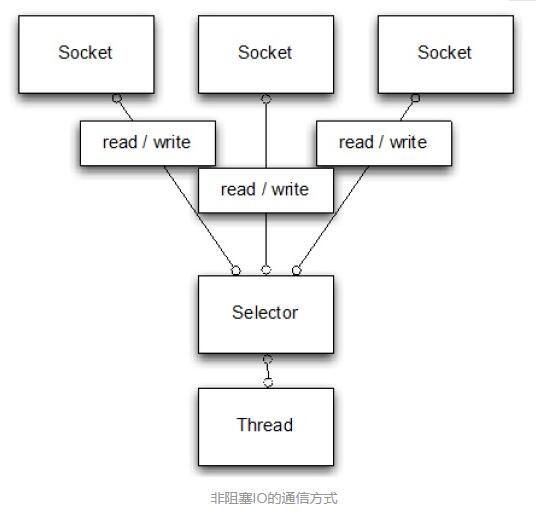 Socket
Socket
Socket
read / write
read / write
read / write
Selector
Thread
非阻塞IO的通信方式